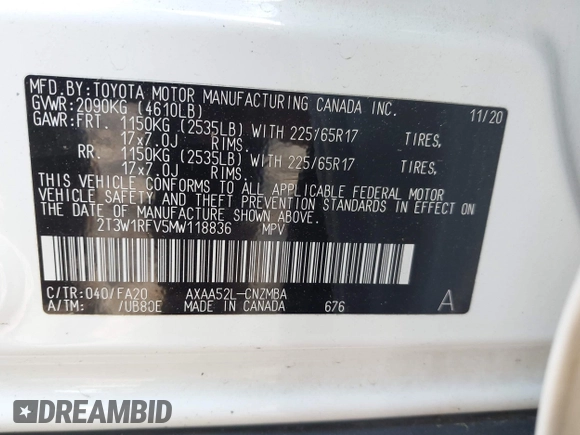 MFD.BY:TOYOTA MOTOR MANUFACTURING CANADA INC.
GVWR:2090KG (4610LB) 11/20
GAWR:FRT. 1150KG (2535LB) WITH 225/65R17 TIRES,
17x7.0J RIMS.
RR. 1150KG (2535LB) WITH 225/65R17 TIRES,
17x7.0J RIMS.
THIS VEHICLE CONFORMS TO ALL APPLICABLE FEDERAL MOTOR
VEHICLE SAFETY AND THEFT PREVENTION STANDARDS IN EFFECT
ON THE DATE OF MANUFACTURE SHOWN ABOVE.
2T3W1RFV5MW118836 MPV
C/TR:040/FA20 AXAA52L-CNZMBA A
A/TM: /UB80E MADE IN CANADA 676
DREAMBID